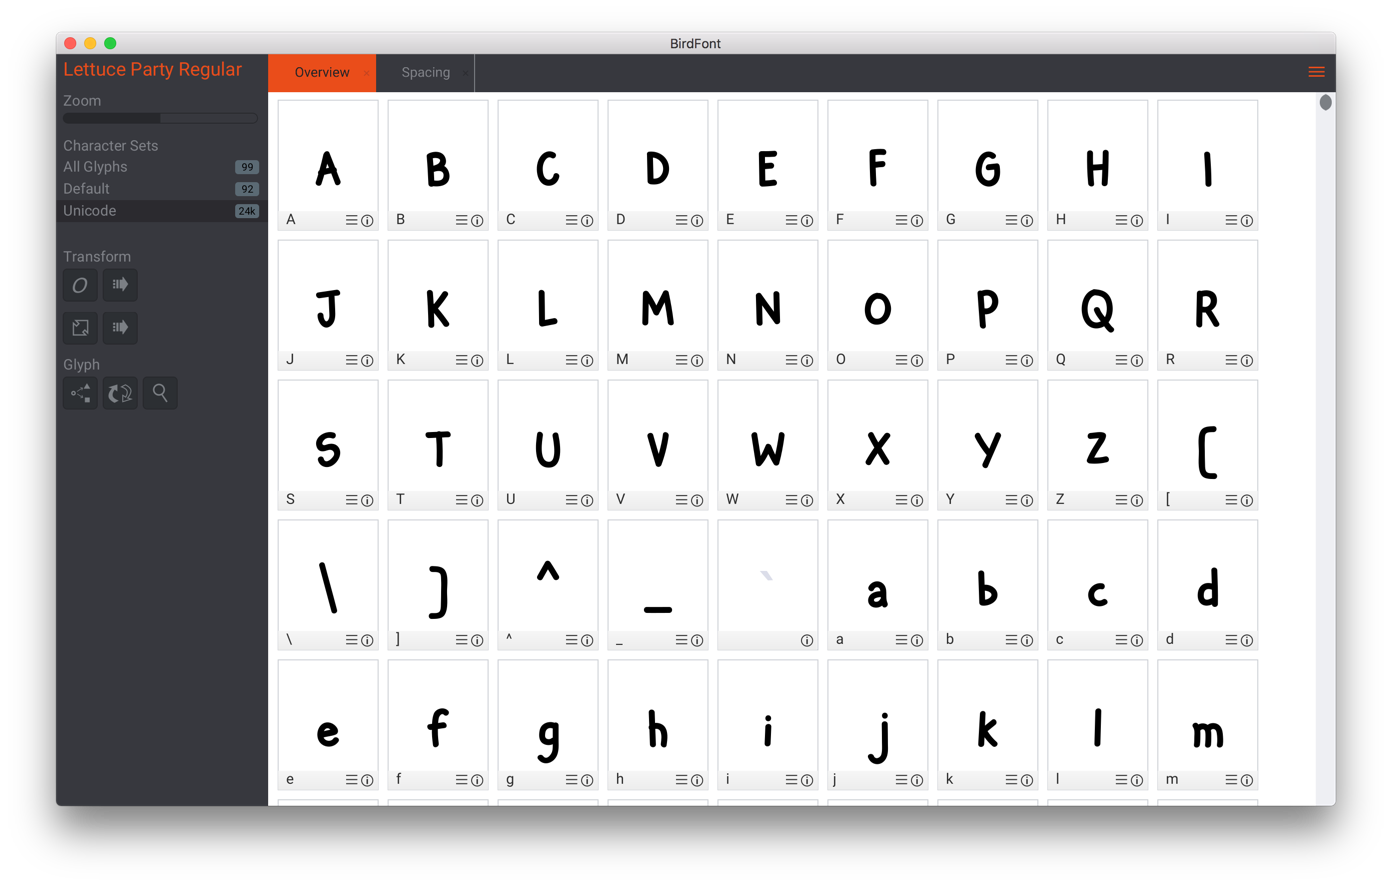 BirdFont
Lettuce Party Regular
Overview × Spacing ×
Zoom
Character Sets
All Glyphs 99
Default 92
Unicode 24k
Transform
Glyph
A B C D E F G H I
A B C D E F G H I
J K L M N O P Q R
J K L M N O P Q R
S T U V W X Y Z [
S T U V W X Y Z [
\ ] ^ _ ` a b c d
\ ] ^ _ a b c d
e f g h i j k l m
e f g h i j k l m